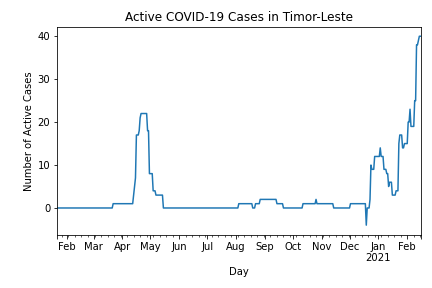 Active COVID-19 Cases in Timor-Leste
Number of Active Cases
40
30
20
10
0
Feb Mar Apr May Jun Jul Aug Sep Oct Nov Dec Jan Feb
2021
Day